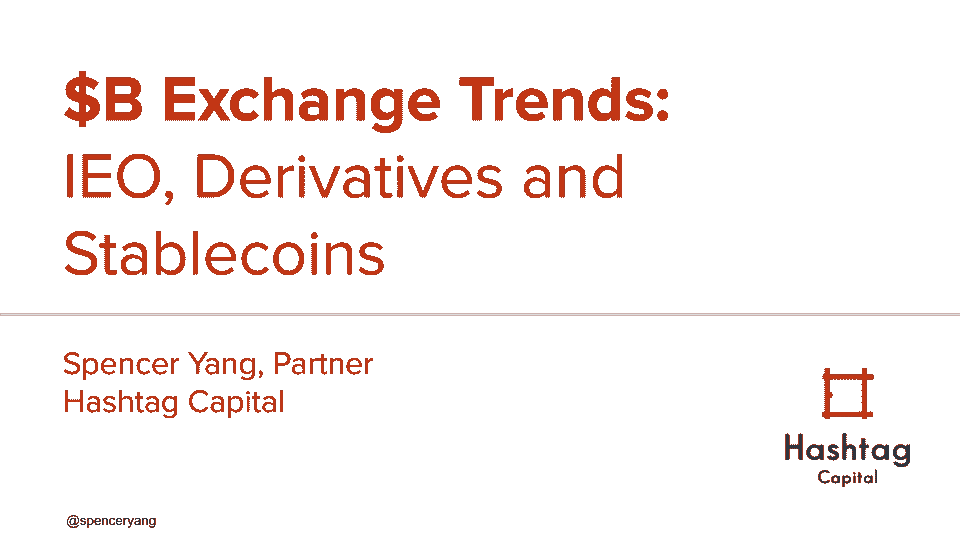 $B Exchange Trends:
IEO, Derivatives and
Stablecoins
Spencer Yang, Partner
Hashtag Capital
Hashtag
Capital
@spenceryang